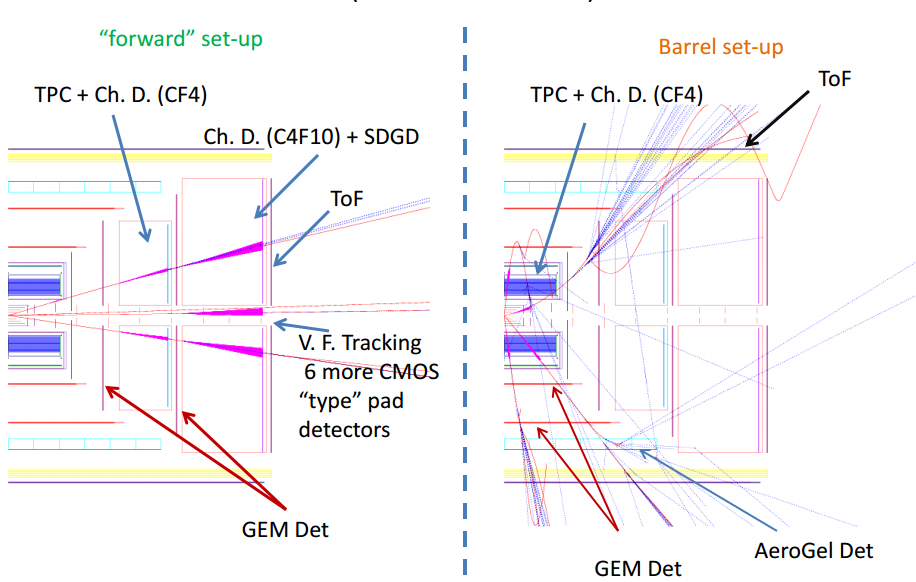 “forward” set-up
TPC + Ch. D. (CF4)
Ch. D. (C4F10) + SDGD
ToF
V. F. Tracking
6 more CMOS
“type” pad
detectors
GEM Det
Barrel set-up
ToF
TPC + Ch. D. (CF4)
AeroGel Det
GEM Det